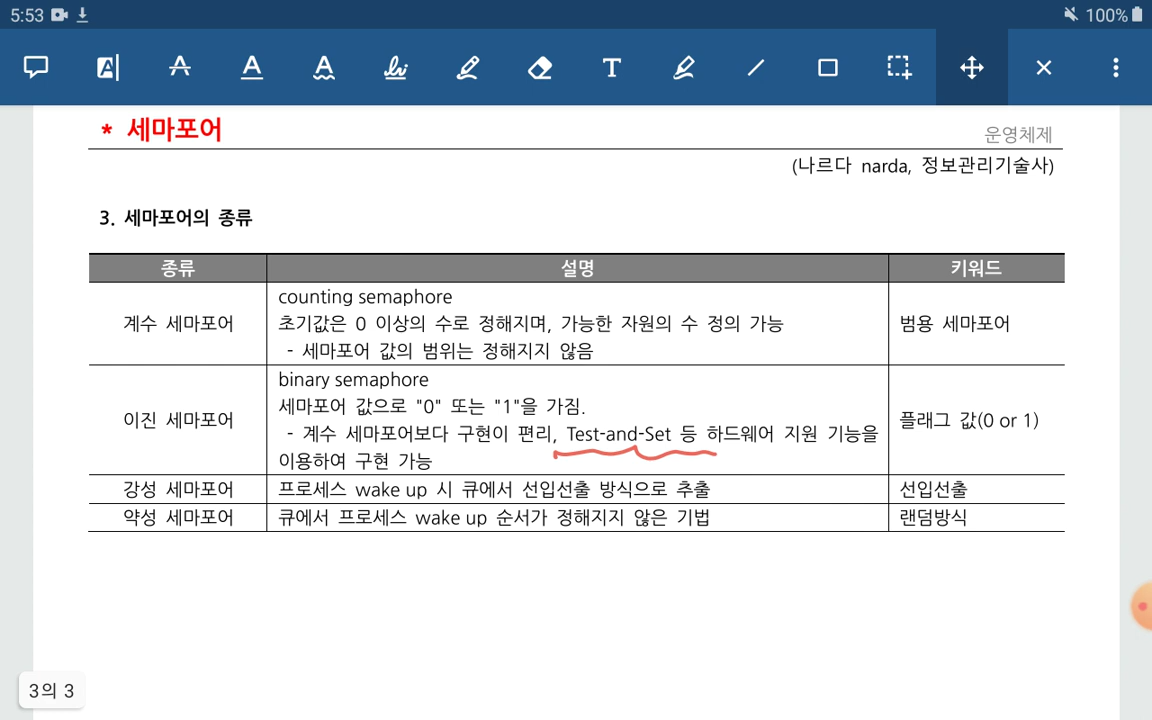 5:53
100%
A
A
A
A
T
* 세마포어
운영체제
(나르다 narda, 정보관리기술사)
3. 세마포어의 종류
종류 설명 키워드
계수 세마포어
counting semaphore
초기값은 0 이상의 수로 정해지며, 가능한 자원의 수 정의 가능
- 세마포어 값의 범위는 정해지지 않음
범용 세마포어
이진 세마포어
binary semaphore
세마포어 값으로 "0" 또는 "1"을 가짐.
- 계수 세마포어보다 구현이 편리, Test-and-Set 등 하드웨어 지원 기능을
이용하여 구현 가능
플래그 값(0 or 1)
강성 세마포어 프로세스 wake up 시 큐에서 선입선출 방식으로 추출 선입선출
약성 세마포어 큐에서 프로세스 wake up 순서가 정해지지 않은 기법 랜덤방식
3의 3